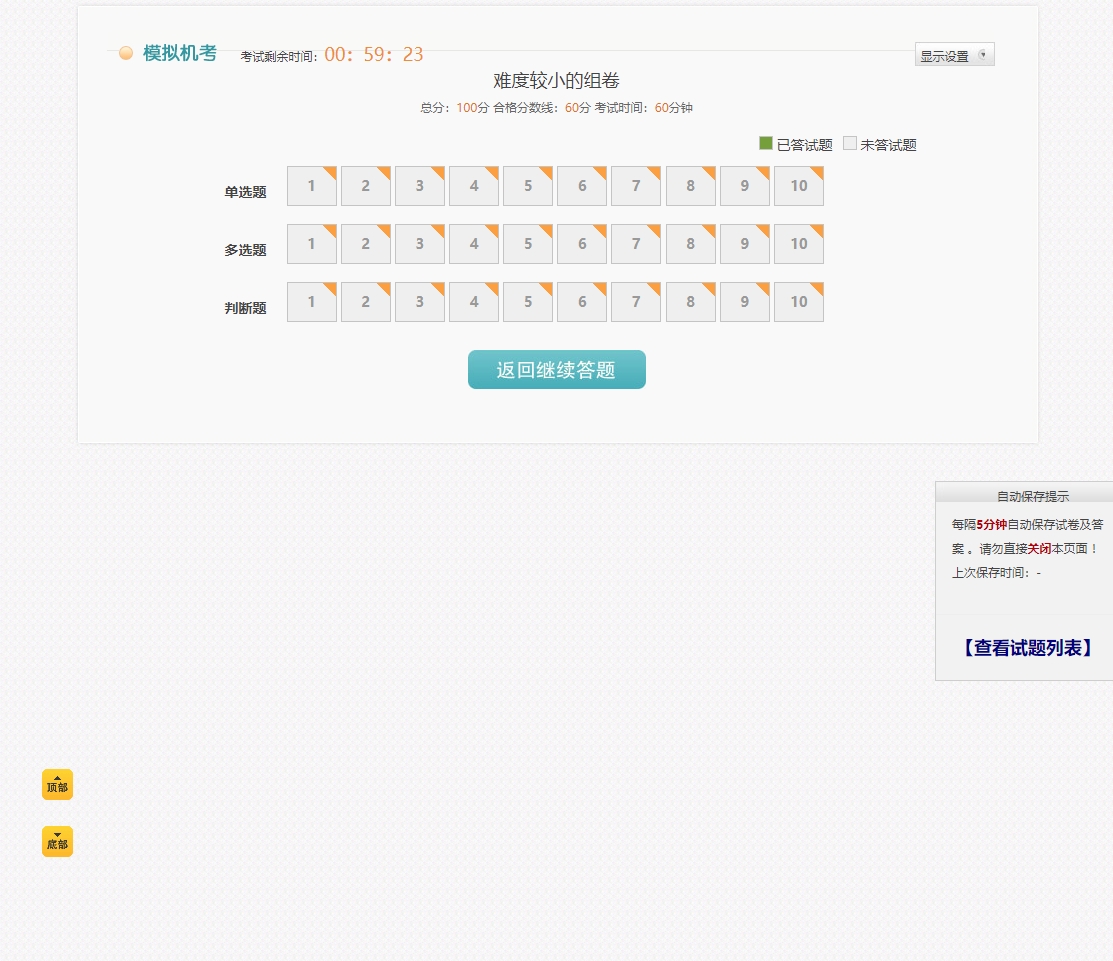 模拟机考 考试剩余时间：00：59：23 显示设置
难度较小的组卷
总分：100分 合格分数线：60分 考试时间：60分钟
已答试题 未答试题
单选题 1 2 3 4 5 6 7 8 9 10
多选题 1 2 3 4 5 6 7 8 9 10
判断题 1 2 3 4 5 6 7 8 9 10
返回继续答题
自动保存提示
每隔5分钟自动保存试卷及答
案 。请勿直接关闭本页面！
上次保存时间：-
【查看试题列表】
顶部
底部